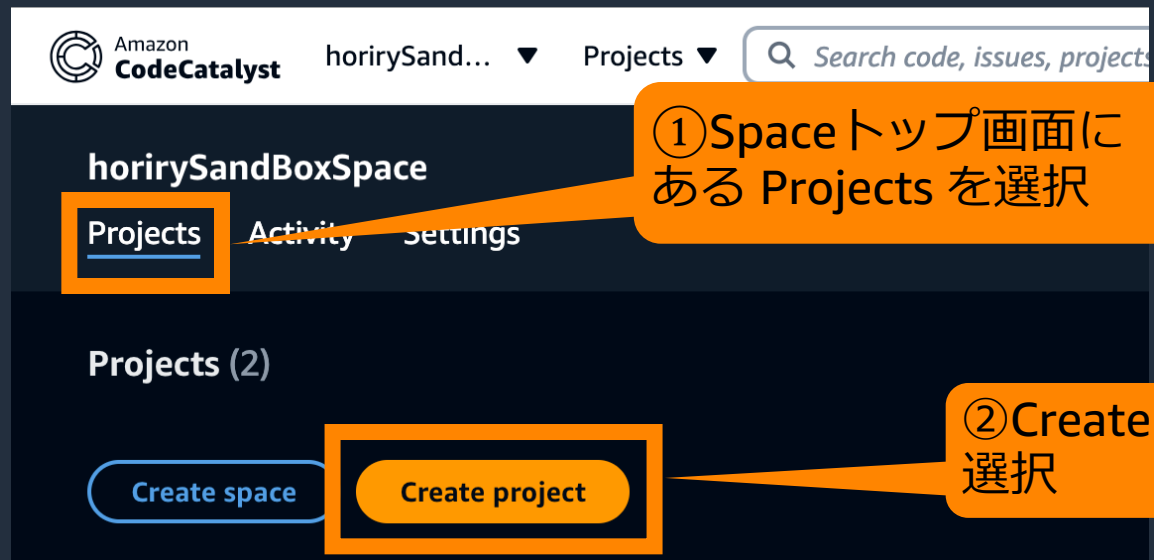 Amazon
CodeCatalyst
horirySand...
Projects
Search code, issues, projects
①Spaceトップ画面に
ある Projects を選択
horirySandBoxSpace
Projects
Activity
Settings
Projects (2)
②Create
選択
Create space
Create project